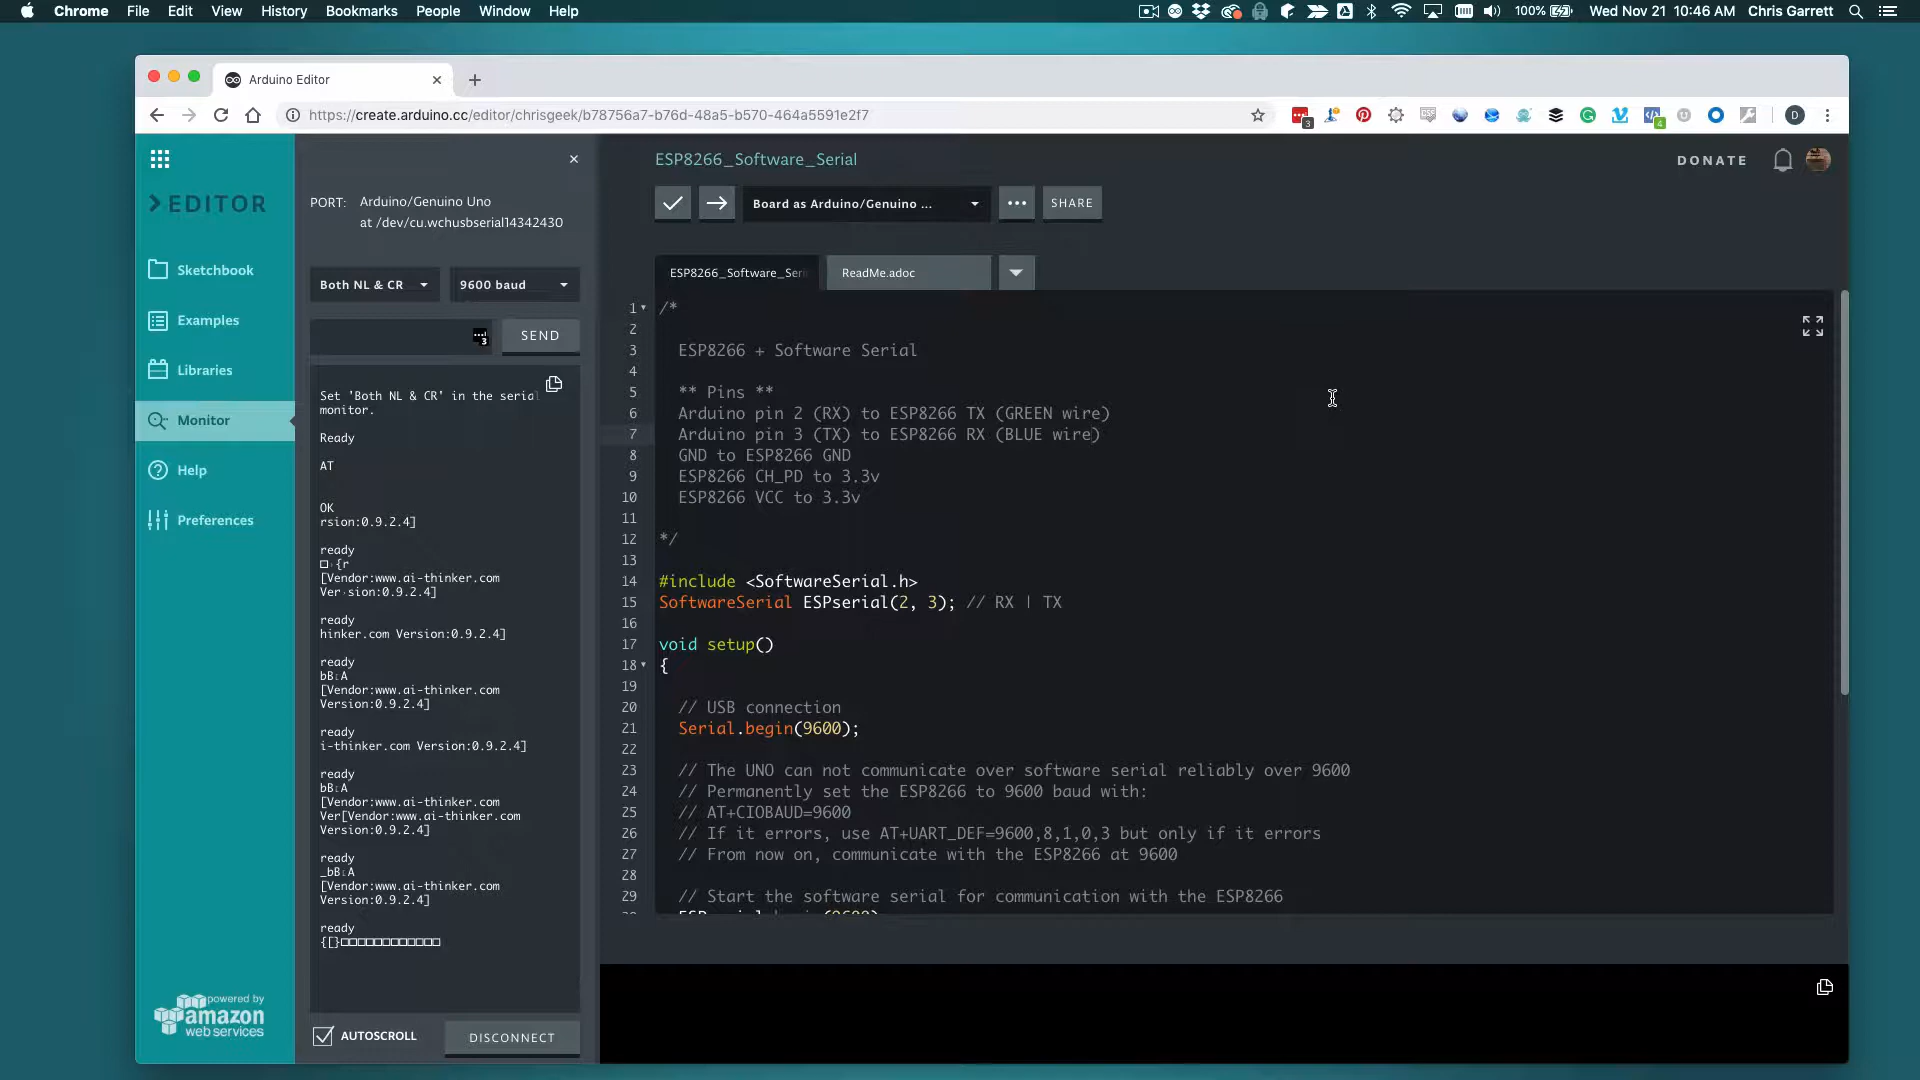 Chrome File Edit View History Bookmarks People Window Help
100% Wed Nov 21 10:46 AM Chris Garrett
Arduino Editor
https://create.arduino.cc/editor/chrisgeek/b78756a7-b76d-48a5-b570-464a5591e2f7
EDITOR
Sketchbook
Examples
Libraries
Monitor
Help
Preferences
powered by
amazon
web services
PORT: Arduino/Genuino Uno
at /dev/cu.wchusbserial14342430
Both NL & CR
9600 baud
SEND
Set 'Both NL & CR' in the serial
monitor.
Ready
AT
OK
rsion:0.9.2.4]
ready
{r
[Vendor:www.ai-thinker.com
Ver·sion:0.9.2.4]
ready
hinker.com Version:0.9.2.4]
ready
[Vendor:www.ai-thinker.com
Version:0.9.2.4]
ready
i-thinker.com Version:0.9.2.4]
ready
[Vendor:www.ai-thinker.com
Ver[Vendor:www.ai-thinker.com
Version:0.9.2.4]
ready
[Vendor:www.ai-thinker.com
Version:0.9.2.4]
ready
{[}□□□□□□□□□□□□
AUTOSCROLL
DISCONNECT
ESP8266_Software_Serial
DONATE
Board as Arduino/Genuino ...
SHARE
ESP8266_Software_Seri
ReadMe.adoc
1 /*
2
3 ESP8266 + Software Serial
4
5 ** Pins **
6 Arduino pin 2 (RX) to ESP8266 TX (GREEN wire)
7 Arduino pin 3 (TX) to ESP8266 RX (BLUE wire)
8 GND to ESP8266 GND
9 ESP8266 CH_PD to 3.3v
10 ESP8266 VCC to 3.3v
11
12 */
13
14 #include <SoftwareSerial.h>
15 SoftwareSerial ESPserial(2, 3); // RX | TX
16
17 void setup()
18 {
19
20 // USB connection
21 Serial.begin(9600);
22
23 // The UNO can not communicate over software serial reliably over 9600
24 // Permanently set the ESP8266 to 9600 baud with:
25 // AT+CIOBAUD=9600
26 // If it errors, use AT+UART_DEF=9600,8,1,0,3 but only if it errors
27 // From now on, communicate with the ESP8266 at 9600
28
29 // Start the software serial for communication with the ESP8266